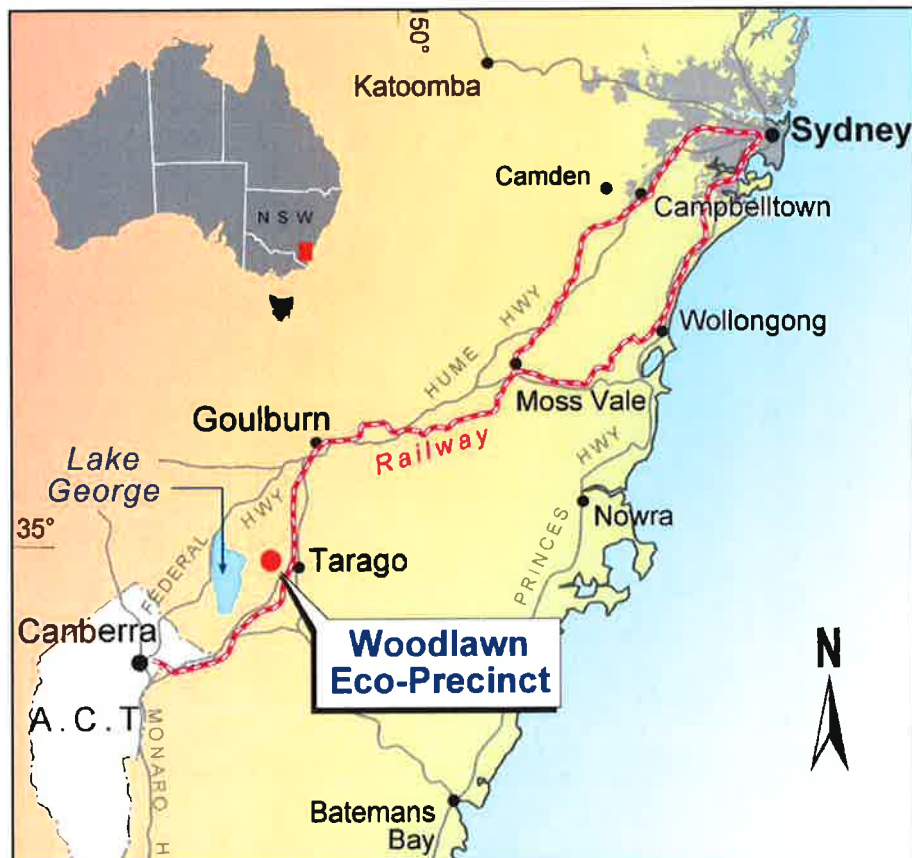 50°
Katoomba
Sydney
Camden
Campbelltown
NSW
HUME HWY
Wollongong
Moss Vale
Goulburn
Railway
Lake
George
PRINCES HWY
Nowra
35°
FEDERAL HWY
Tarago
Canberra
Woodlawn
Eco-Precinct
N
A.C.T
MONARO H
Batemans
Bay